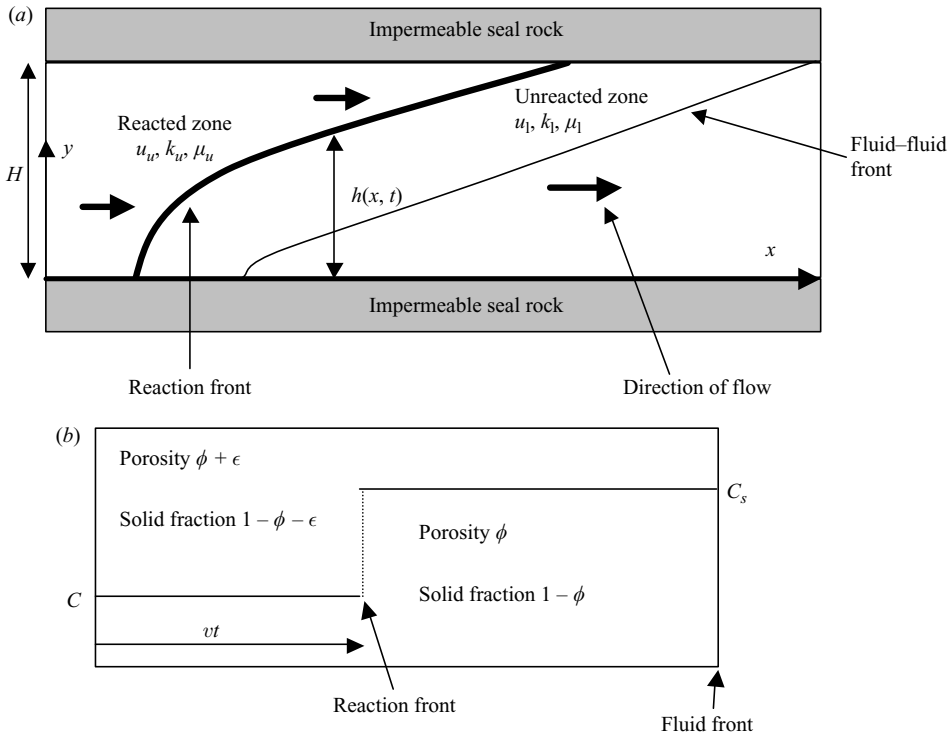 (a)
Impermeable seal rock
Unreacted zone
u_l, k_l, μ_l
Reacted zone
u_u, k_u, μ_u
Fluid–fluid
front
y
H
h(x, t)
x
Impermeable seal rock
Reaction front
Direction of flow
(b)
Porosity ϕ + ϵ
C_s
Solid fraction 1 – ϕ – ϵ
Porosity ϕ
C
Solid fraction 1 – ϕ
vt
Reaction front
Fluid front